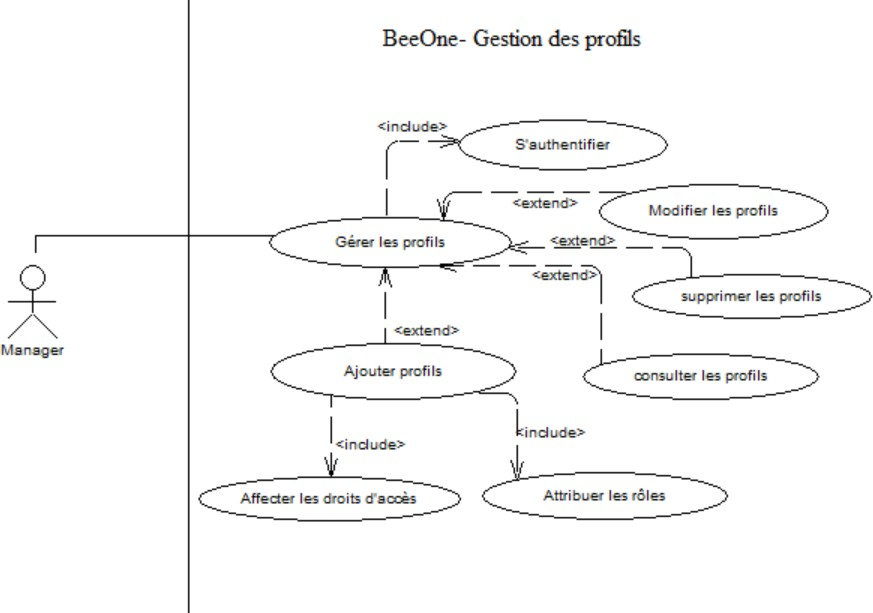 BeeOne- Gestion des profils
<include>
S'authentifier
Modifier les profils
<extend>
Gérer les profils
<extend>
<extend>
supprimer les profils
<extend>
Manager
Ajouter profils
consulter les profils
<include>
<include>
Affecter les droits d'accès
Attribuer les rôles